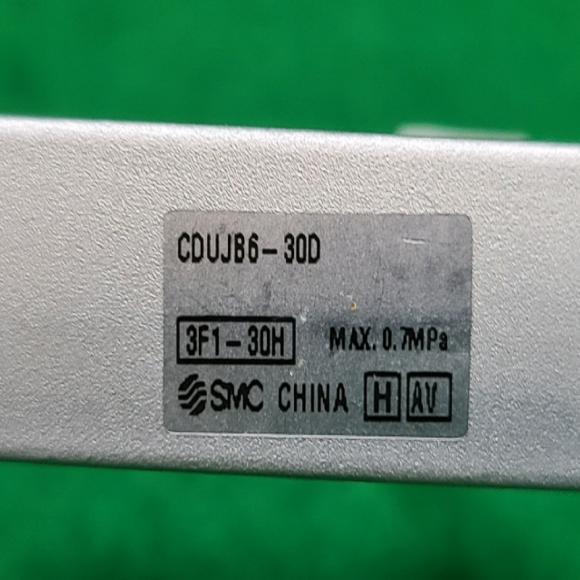 CDUJB6-30D
3F1-30H MAX. 0.7MPa
SMC CHINA H AV